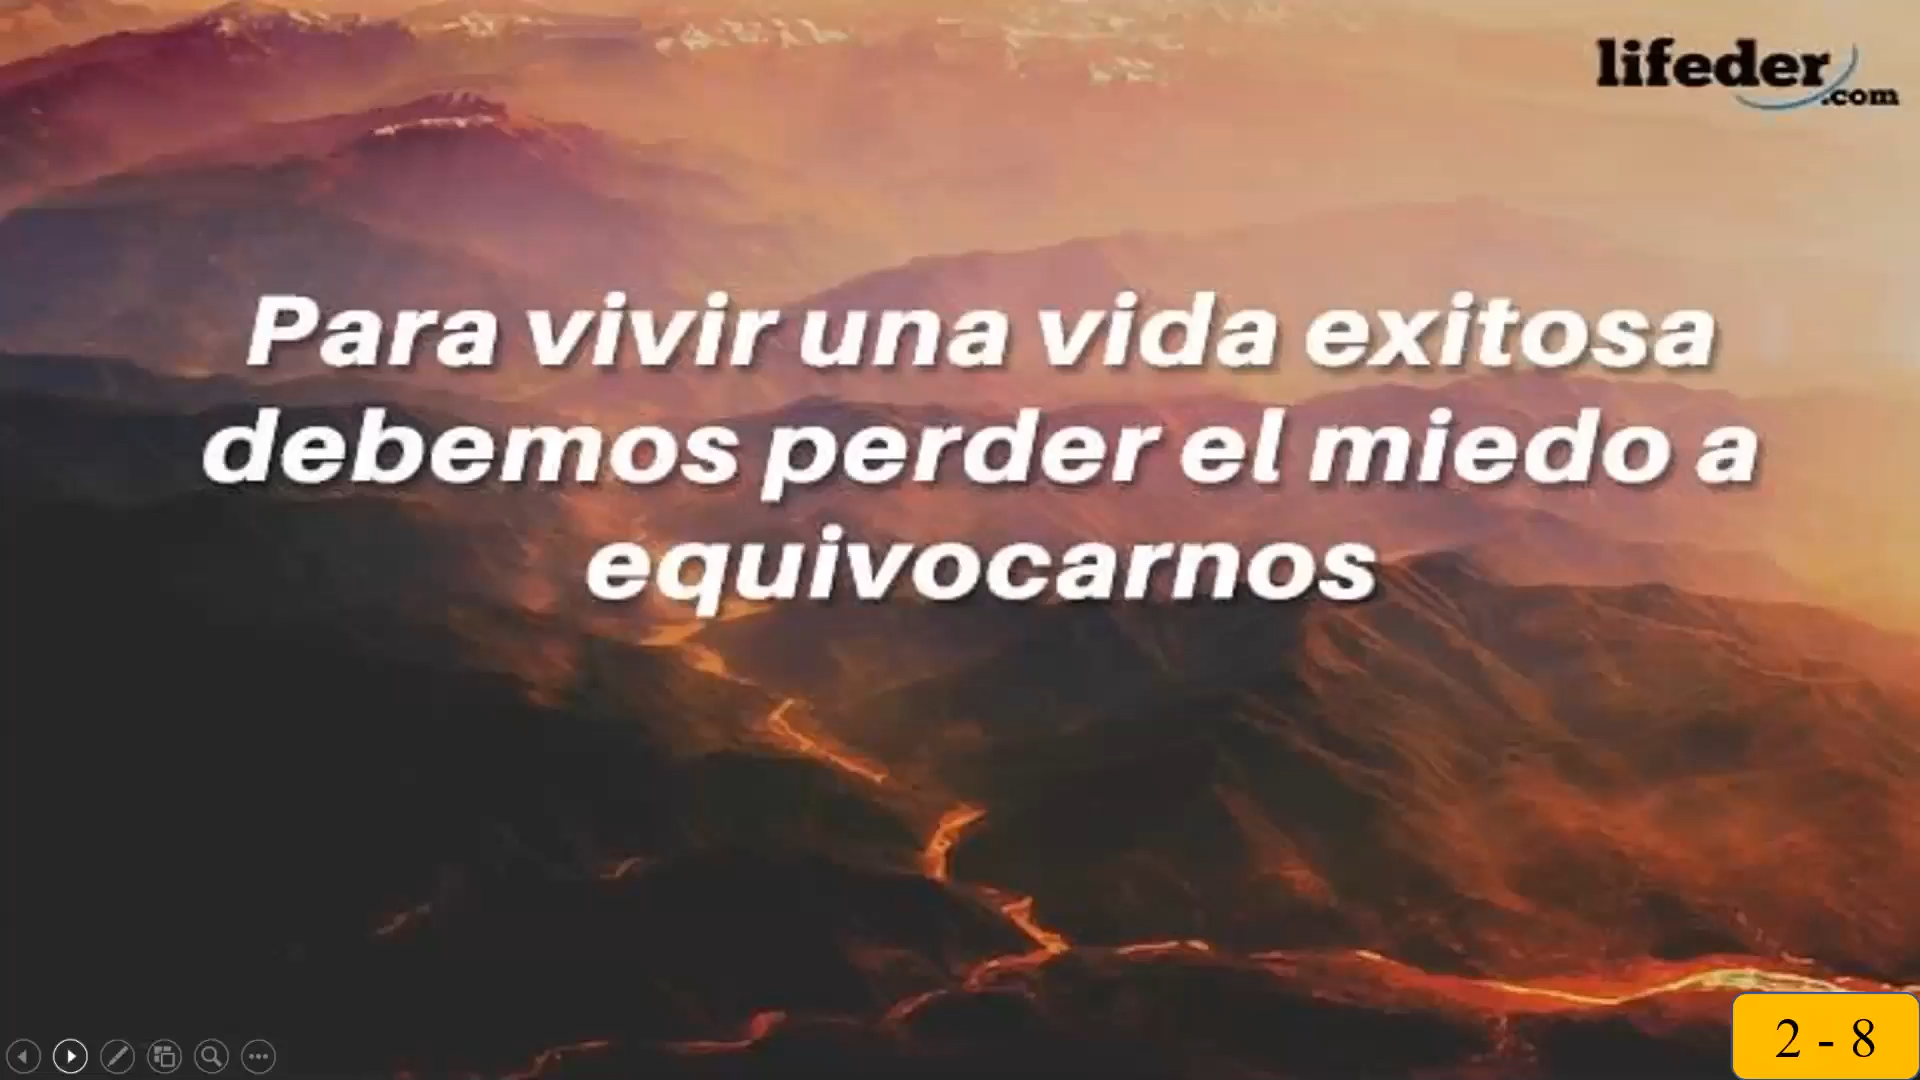 lifeder
.com
Para vivir una vida exitosa
debemos perder el miedo a
equivocarnos
2 - 8